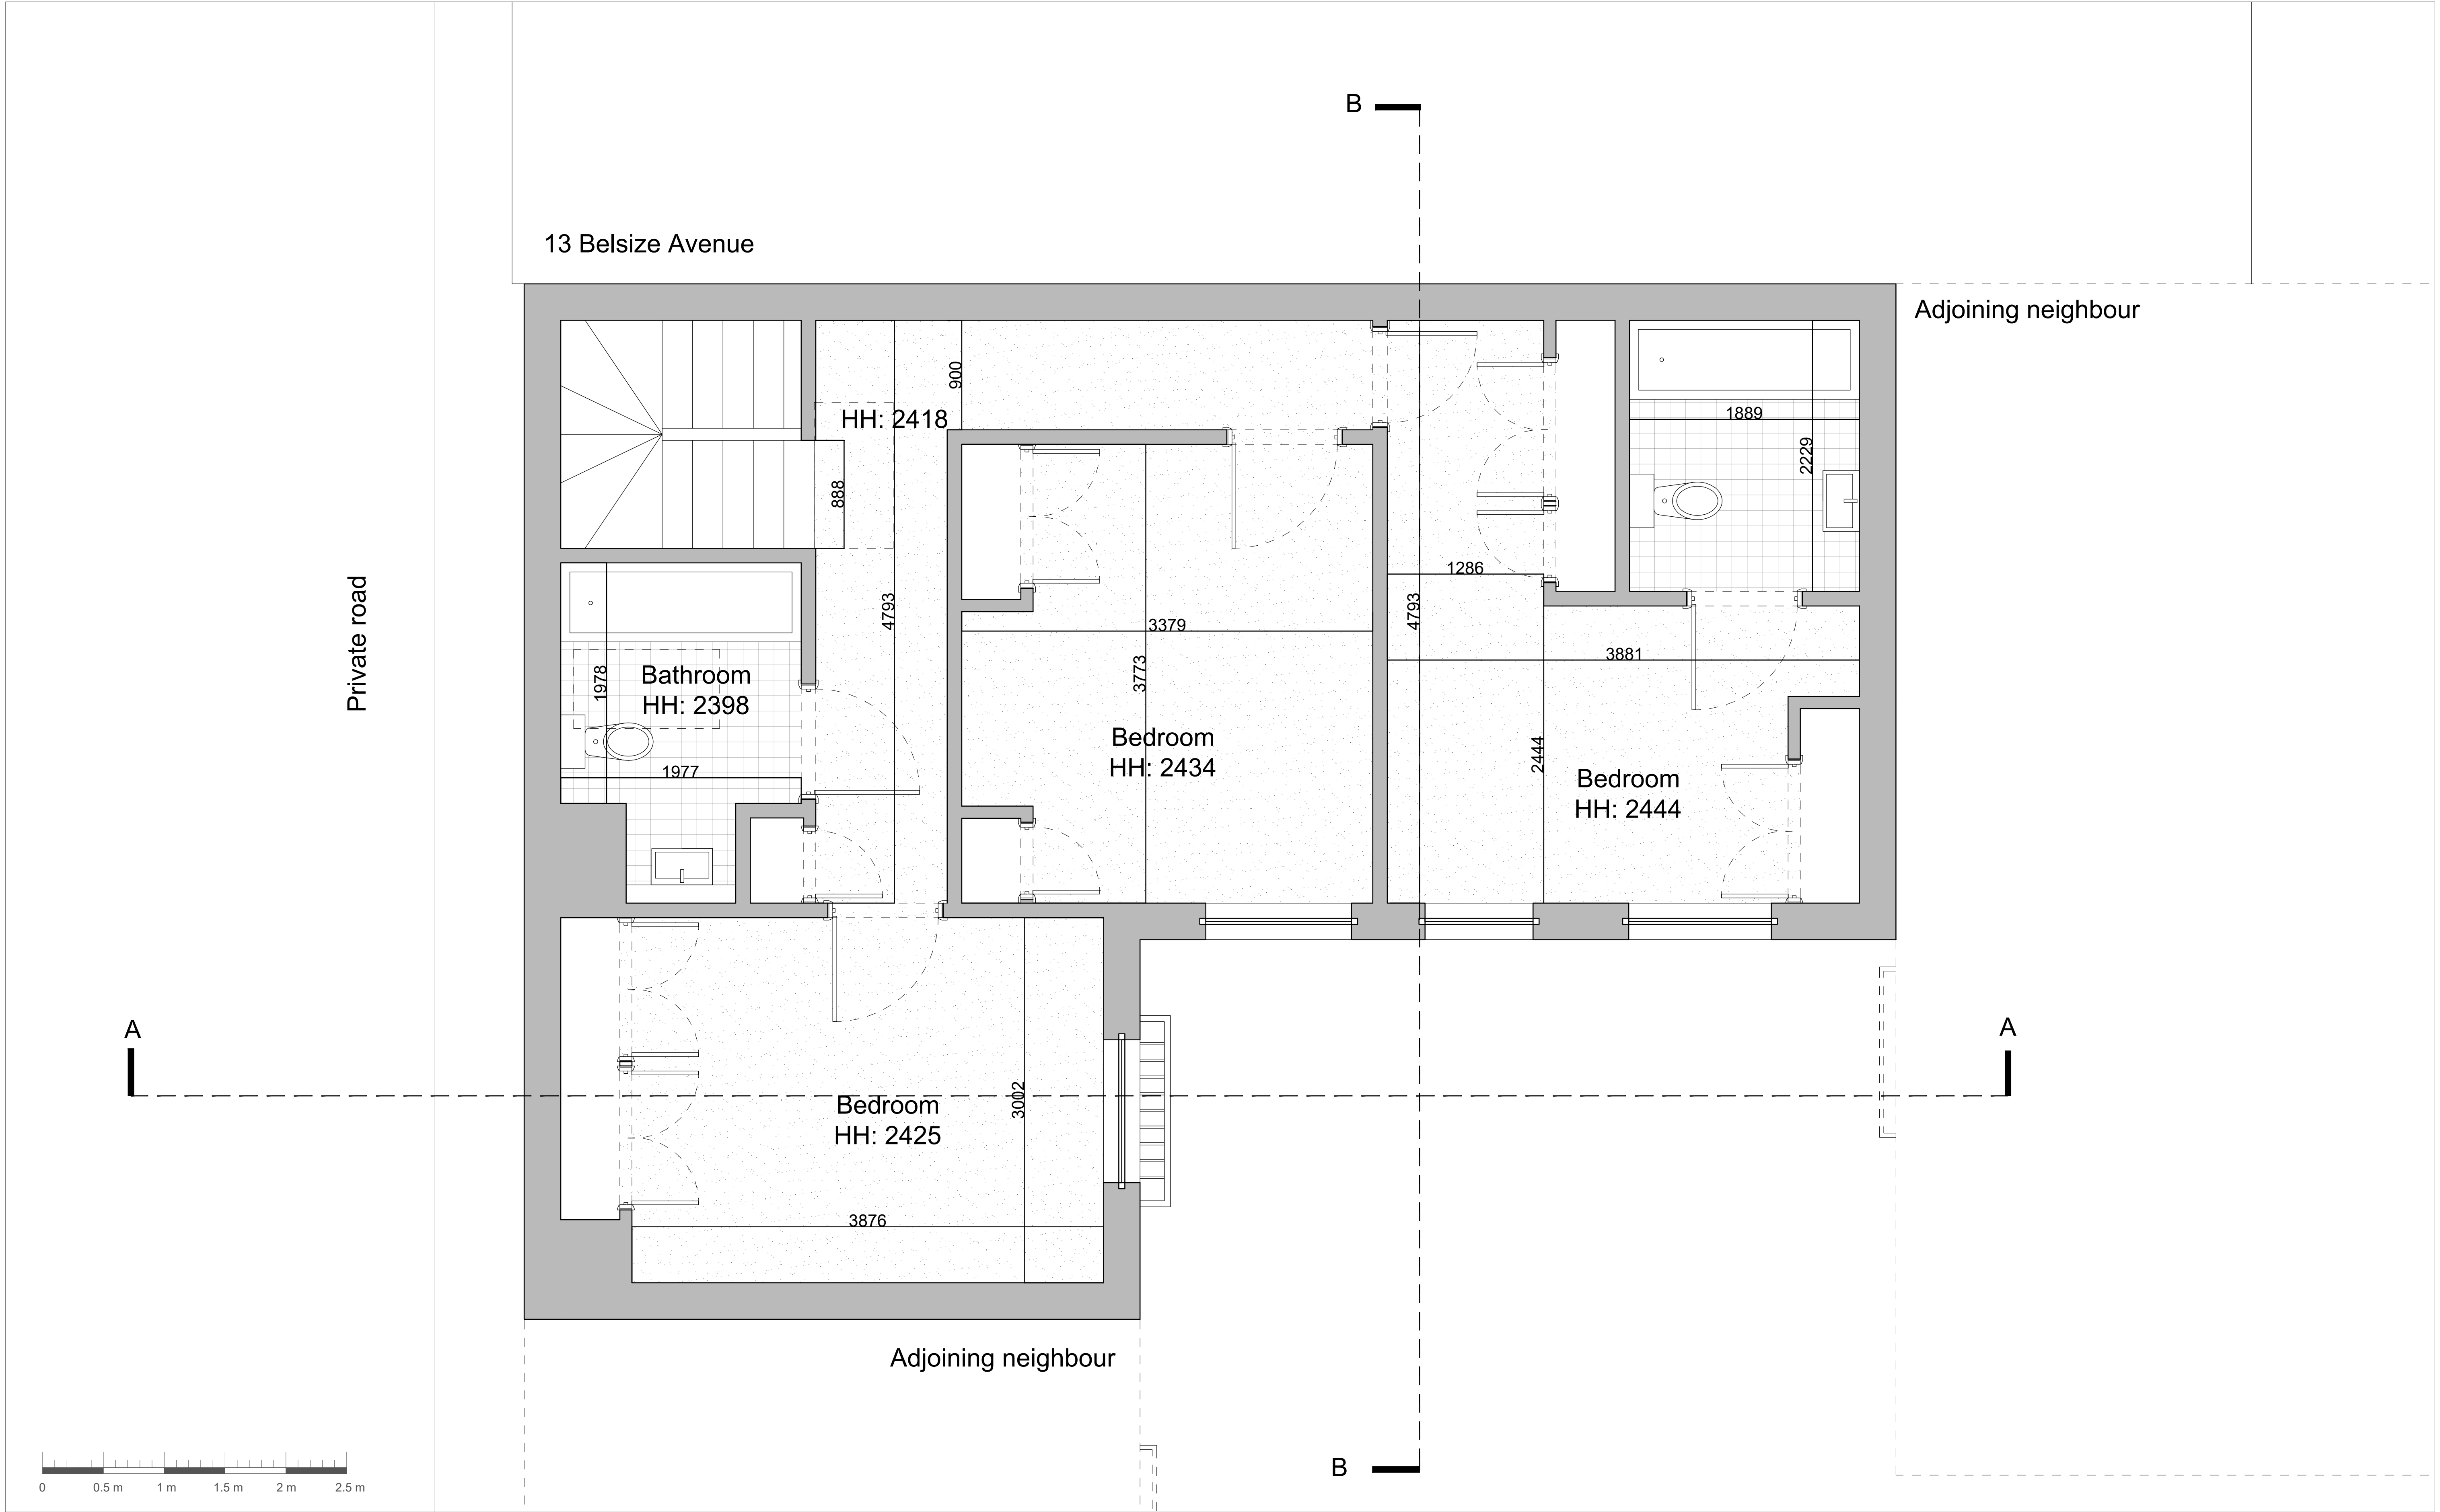 B
13 Belsize Avenue
Adjoining neighbour
900
HH: 2418
1889
2229
888
1286
4793
4793
3379
3881
Private road
1978
Bathroom
HH: 2398
3773
1977
Bedroom
HH: 2434
2444
Bedroom
HH: 2444
A
A
3002
Bedroom
HH: 2425
3876
Adjoining neighbour
B
0 0.5 m 1 m 1.5 m 2 m 2.5 m